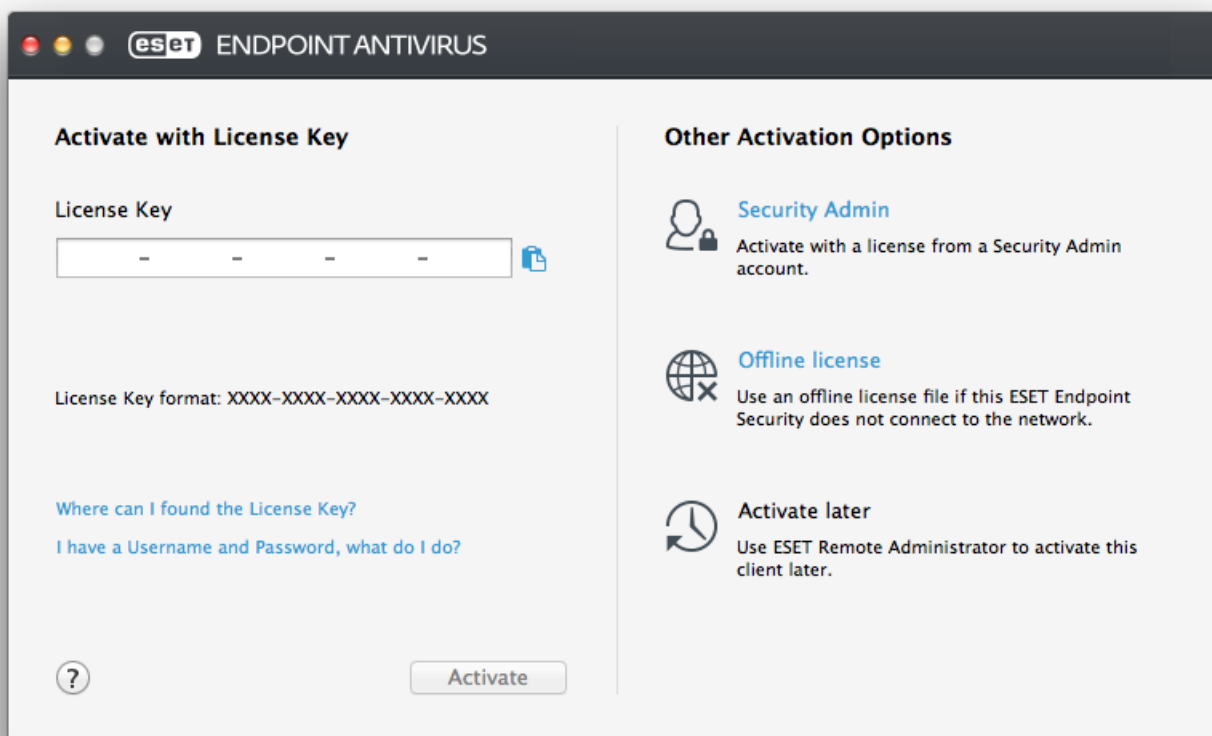 eset ENDPOINT ANTIVIRUS
Activate with License Key
License Key
- - - -
License Key format: XXXX-XXXX-XXXX-XXXX-XXXX
Where can I found the License Key?
I have a Username and Password, what do I do?
?
Activate
Other Activation Options
Security Admin
Activate with a license from a Security Admin
account.
Offline license
Use an offline license file if this ESET Endpoint
Security does not connect to the network.
Activate later
Use ESET Remote Administrator to activate this
client later.